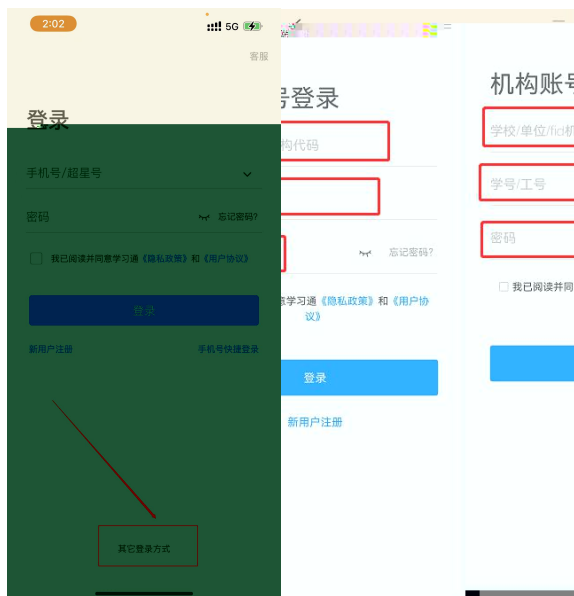 2:02
5G
客服
登录
手机号/超星号
密码
忘记密码?
我已阅读并同意学习通《隐私政策》和《用户协议》
登录
新用户注册
手机号快捷登录
其它登录方式
号登录
构代码
忘记密码?
意学习通《隐私政策》和《用户协
议》
登录
新用户注册
机构账号
学校/单位/fid机
学号/工号
密码
我已阅读并同